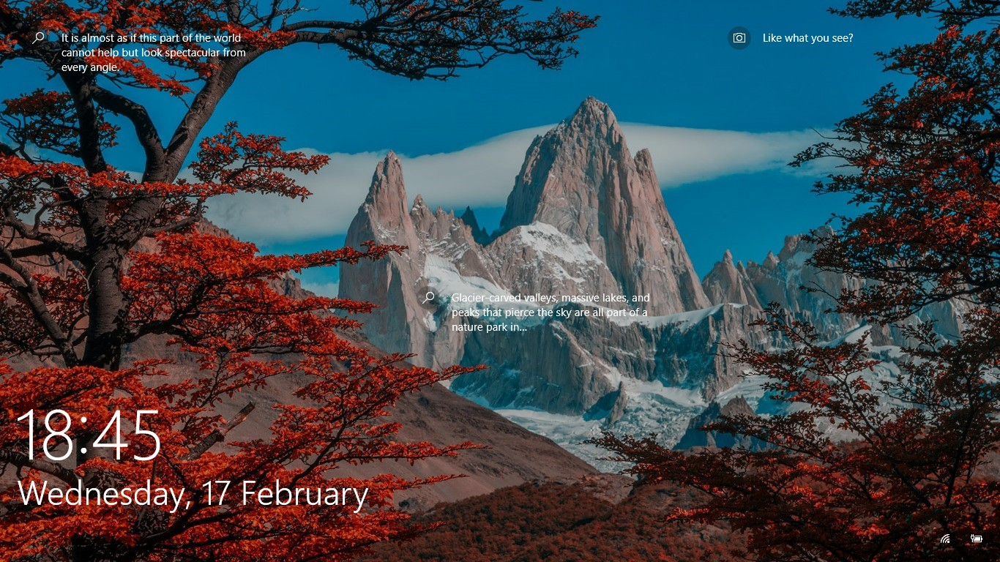 It is almost as if this part of the world
cannot help but look spectacular from
every angle.
Like what you see?
Glacier-carved valleys, massive lakes, and
peaks that pierce the sky are all part of a
nature park in...
18:45
Wednesday, 17 February